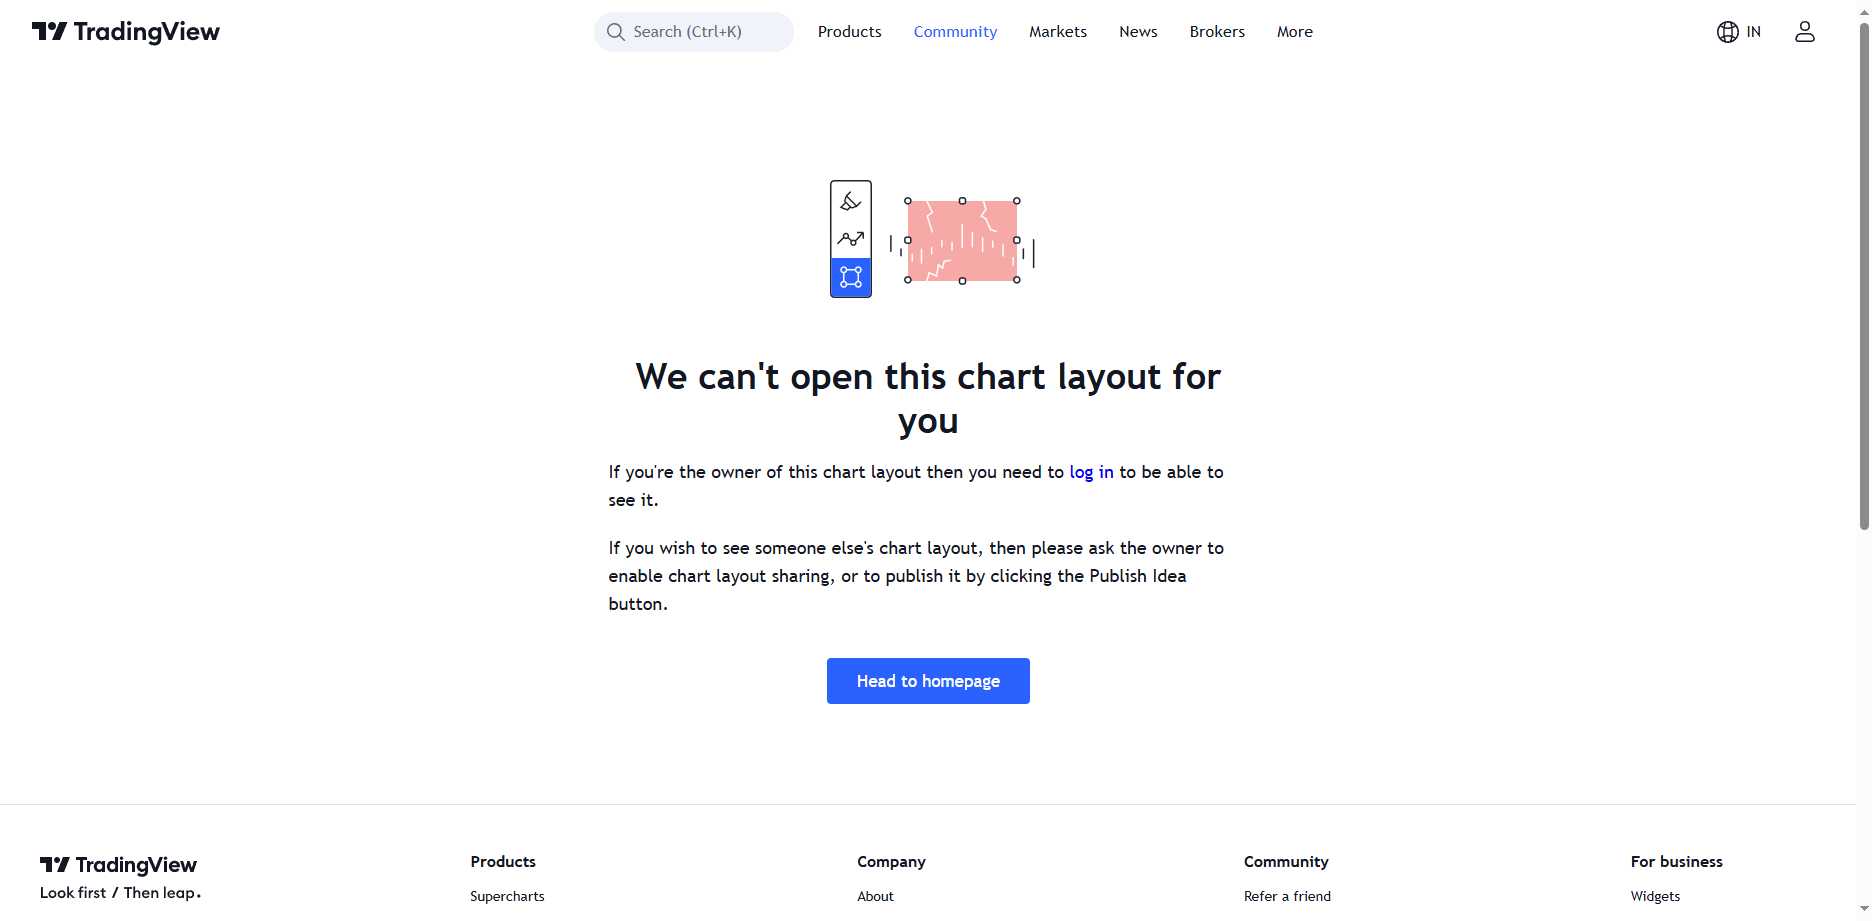 TradingView
Search (Ctrl+K)
Products
Community
Markets
News
Brokers
More
IN
We can't open this chart layout for
you
If you're the owner of this chart layout then you need to log in to be able to
see it.
If you wish to see someone else's chart layout, then please ask the owner to
enable chart layout sharing, or to publish it by clicking the Publish Idea
button.
Head to homepage
TradingView
Look first / Then leap.
Products
Supercharts
Company
About
Community
Refer a friend
For business
Widgets